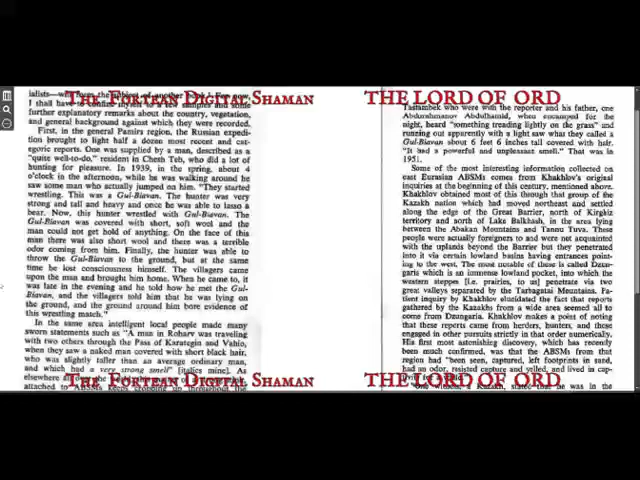 THE FORTEAN DIGITAL SHAMAN
I shall have to confine myself to a few samples and some
further explanatory remarks about the country, vegetation,
and general background against which they were recorded.
First, in the general Pamirs region, the Russian expedi-
tion brought to light half a dozen most recent and cat-
egoric reports. One was supplied by a man, described as
"quite well-to-do," resident in Chesh Teb, who did a lot of
hunting for pleasure. In 1939, in the spring, about 4
o'clock in the afternoon, while he was walking around he
saw some man who actually jumped on him. "They started
wrestling. This was a Gul-Biavan. The hunter was very
strong and tall and heavy and once he was able to lasso a
bear. Now, this hunter wrestled with Gul-Biavan. The
Gul-Biavan was covered with short, soft wool and the
man could not get hold of anything. On the face of this
man there was also short wool and there was a terrible
odor coming from him. Finally, the hunter was able to
throw the Gul-Biavan to the ground, but at the same
time he lost consciousness himself. The villagers came
upon the man and brought him home. When he came to, it
was late in the evening and he told how he met the Gul-
Biavan, and the villagers told him that he was lying on
the ground, and the ground around him bore evidence of
this wrestling match."
In the same area intelligent local people made many
sworn statements such as "A man in Roharv was traveling
with two others through the Pass of Karategin and Vahio,
when they saw a naked man covered with short black hair,
who was slightly taller than an average ordinary man,
and which had a very strong smell" [italics mine]. As
THE FORTEAN DIGITAL SHAMAN
attached to ABSMs keeps cropping up throughout
THE LORD OF ORD
who were with the reporter and his father, one
Abdurahmanov Abdulhamid, when encamped for the
night, heard "something treading lightly on the grass" and
running out apparently with a light saw what they called a
Gul-Biavan about 6 feet 6 inches tall covered with hair.
"It had a powerful and unpleasant smell." That was in
1951.
Some of the most interesting information collected on
east Eurasian ABSMs comes from Khakhlov's original
inquiries at the beginning of this century, mentioned above.
Khakhlov obtained most of this through that group of the
Kazakh nation which had moved northeast and settled
along the edge of the Great Barrier, north of Kirghiz
territory and north of Lake Balkhash, in the area lying
between the Abakan Mountains and Tannu Tuva. These
people were actually foreigners to and were not acquainted
with the uplands beyond the Barrier but they penetrated
into it via certain lowland basins having entrances point-
ing to the west. The most notable of these is called Dzun-
garia which is an immense lowland pocket, into which the
western steppes [i.e. prairie, to us] penetrate via two
great valleys separated by the Tarbagatai Mountains. Pa-
tient inquiry by Khakhlov elucidated the fact that reports
gathered by the Kazakhs from a wide area seemed all to
come from Dzungaria. Khakhlov makes a point of noting
that these reports came from herders, hunters, and these
engaged in other pursuits strictly in that order numerically.
His first most astonishing discovery, which has recently
been much confirmed, was that the ABSMs from that
region had "been seen, captured, left footprints in sand,
had an odor, resisted capture and yelled, and lived in cap-
THE LORD OF ORD